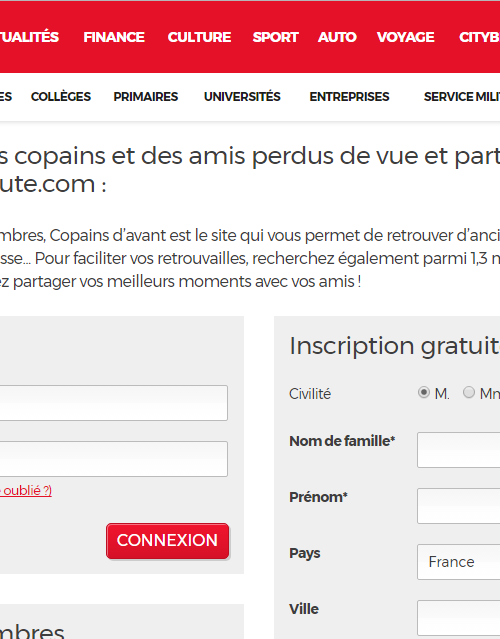 TUALITÉS FINANCE CULTURE SPORT AUTO VOYAGE CITYB
ES COLLÈGES PRIMAIRES UNIVERSITÉS ENTREPRISES SERVICE MILI
s copains et des amis perdus de vue et part
ute.com :
mbres, Copains d'avant est le site qui vous permet de retrouver d'anci
sse... Pour faciliter vos retrouvailles, recherchez également parmi 1,3 m
ez partager vos meilleurs moments avec vos amis !
oublié ?)
CONNEXION
mbres
Inscription gratuit
Civilité M. Mm
Nom de famille*
Prénom*
Pays France
Ville